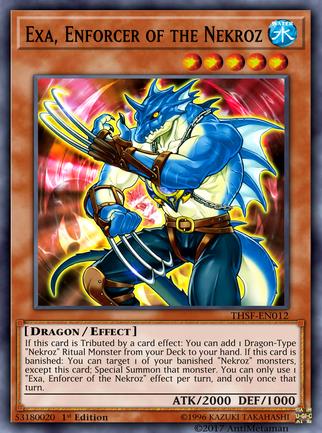 Exa, Enforcer of the Nekroz
WATER
水
THSF-EN012
[Dragon / Effect]
If this card is Tributed by a card effect: You can add 1 Dragon-Type
"Nekroz" Ritual Monster from your Deck to your hand. If this card is
banished: You can target 1 of your banished "Nekroz" monsters,
except this card; Special Summon that monster. You can only use 1
"Exa, Enforcer of the Nekroz" effect per turn, and only once that
turn.
ATK/2000 DEF/1000
53180020 1st Edition ©1996 KAZUKI TAKAHASHI
©2017 AntiMetaman